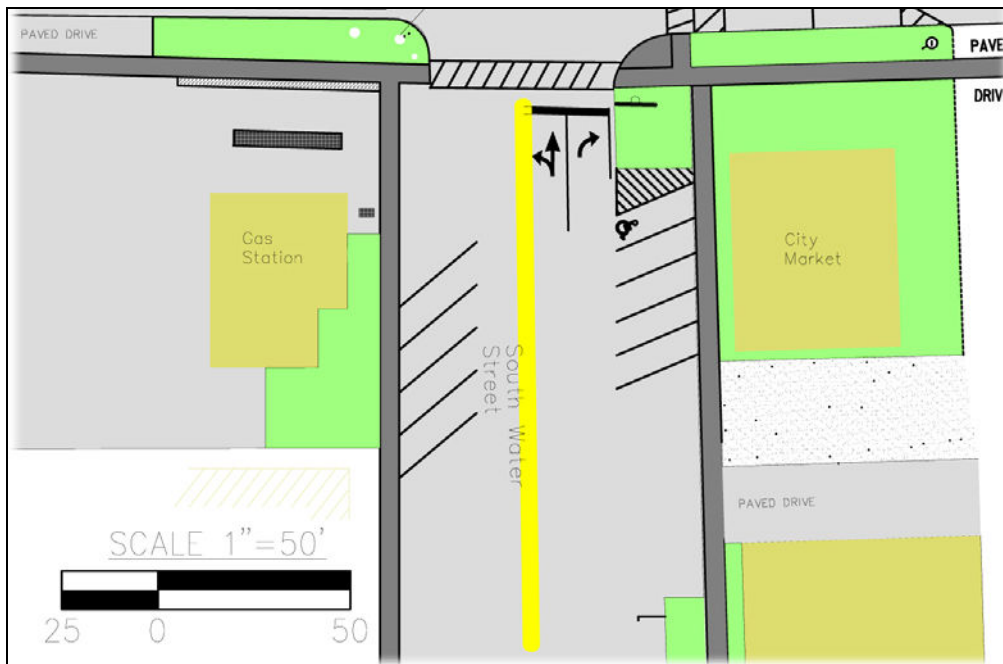 PAVED DRIVE
PAVE
DRIV
Gas
Station
City
Market
South Water
Street
PAVED DRIVE
SCALE 1"=50'
25 0 50